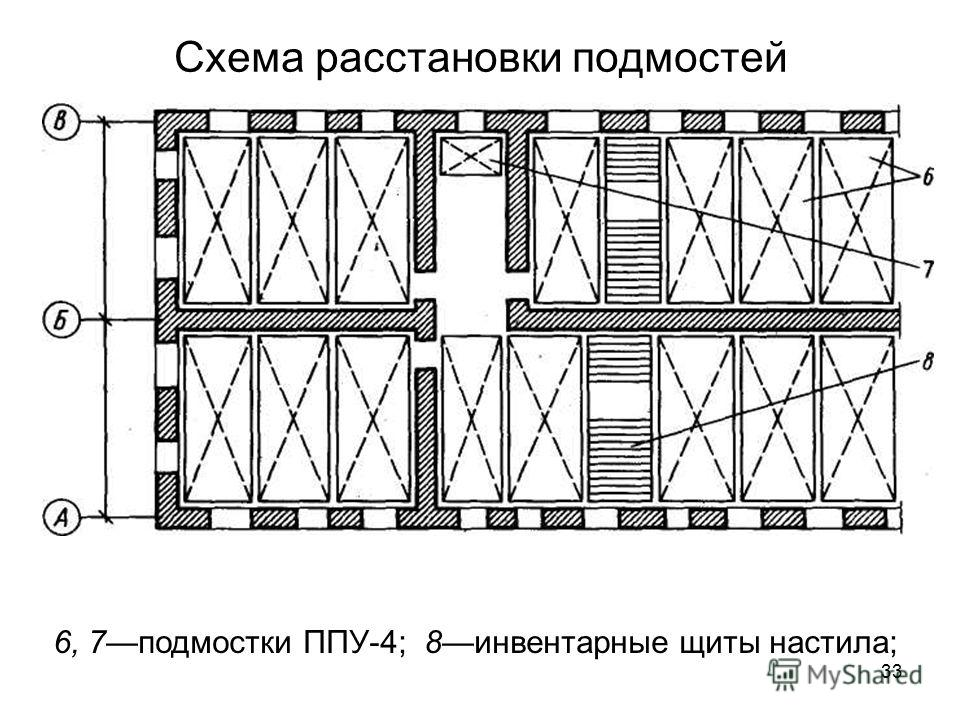 Схема расстановки подмостей
В
6
7
Б
8
А
6, 7—подмостки ППУ-4; 8—инвентарные щиты настила;
33
MyShared